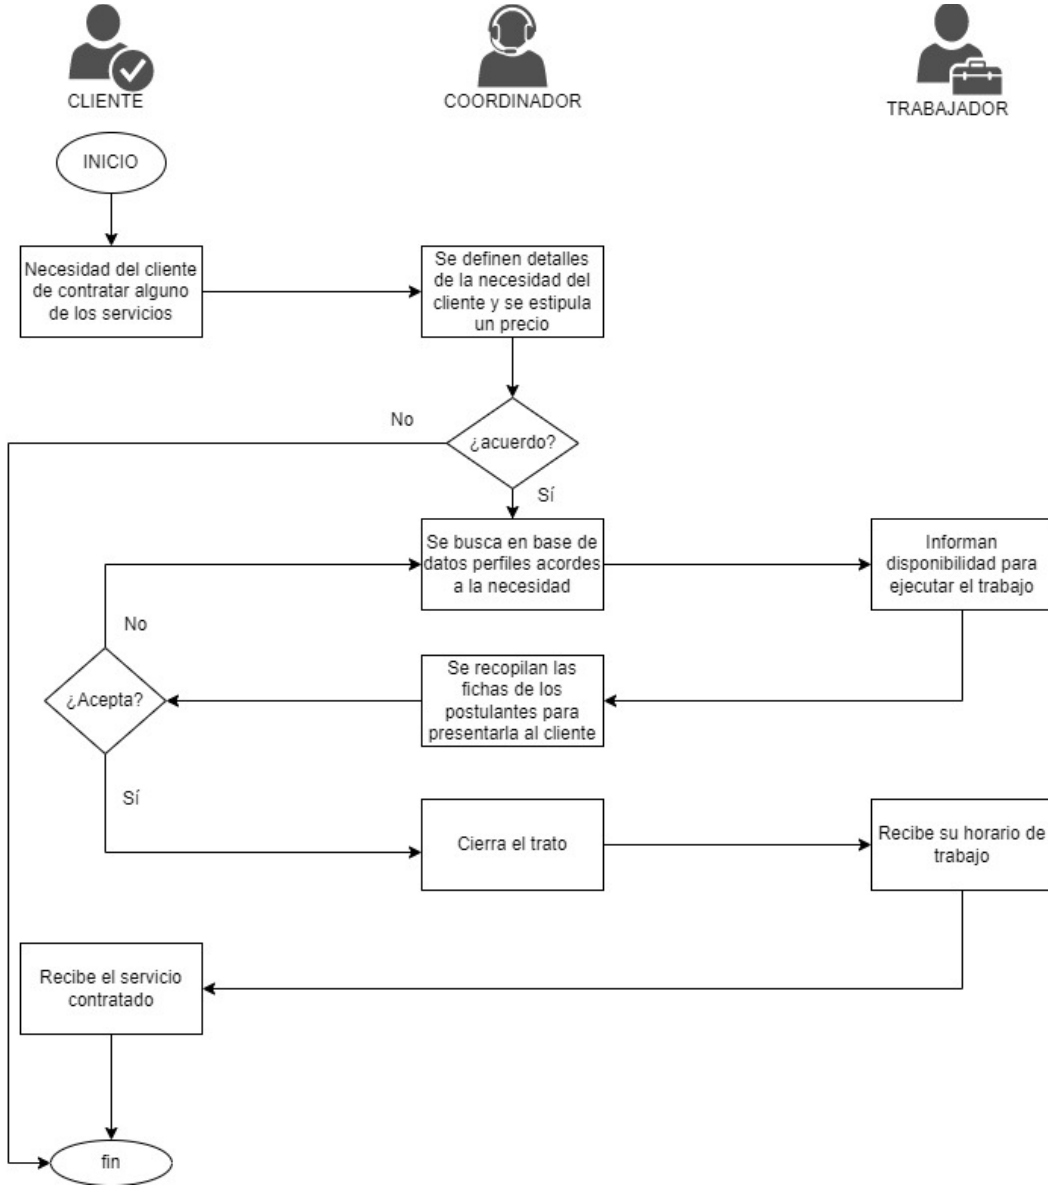 CLIENTE
COORDINADOR
TRABAJADOR
INICIO
Necesidad del cliente
de contratar alguno
de los servicios
Se definen detalles
de la necesidad del
cliente y se estipula
un precio
No
¿acuerdo?
Sí
Se busca en base de
datos perfiles acordes
a la necesidad
Informan
disponibilidad para
ejecutar el trabajo
No
¿Acepta?
Se recopilan las
fichas de los
postulantes para
presentarla al cliente
Sí
Cierra el trato
Recibe su horario de
trabajo
Recibe el servicio
contratado
fin